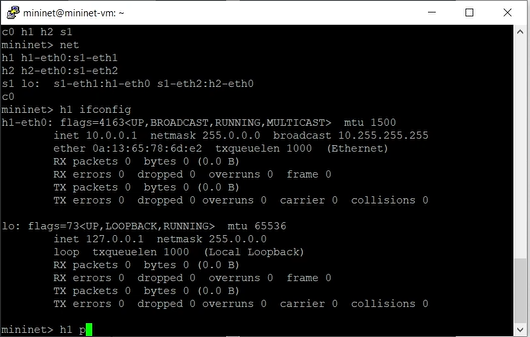 mininet@mininet-vm: ~
c0 h1 h2 s1
mininet> net
h1 h1-eth0:s1-eth1
h2 h2-eth0:s1-eth2
s1 lo:  s1-eth1:h1-eth0 s1-eth2:h2-eth0
c0
mininet> h1 ifconfig
h1-eth0: flags=4163<UP,BROADCAST,RUNNING,MULTICAST>  mtu 1500
        inet 10.0.0.1  netmask 255.0.0.0  broadcast 10.255.255.255
        ether 0a:13:65:78:6d:e2  txqueuelen 1000  (Ethernet)
        RX packets 0  bytes 0 (0.0 B)
        RX errors 0  dropped 0  overruns 0  frame 0
        TX packets 0  bytes 0 (0.0 B)
        TX errors 0  dropped 0 overruns 0  carrier 0  collisions 0

lo: flags=73<UP,LOOPBACK,RUNNING>  mtu 65536
        inet 127.0.0.1  netmask 255.0.0.0
        loop  txqueuelen 1000  (Local Loopback)
        RX packets 0  bytes 0 (0.0 B)
        RX errors 0  dropped 0  overruns 0  frame 0
        TX packets 0  bytes 0 (0.0 B)
        TX errors 0  dropped 0 overruns 0  carrier 0  collisions 0

mininet> h1 p